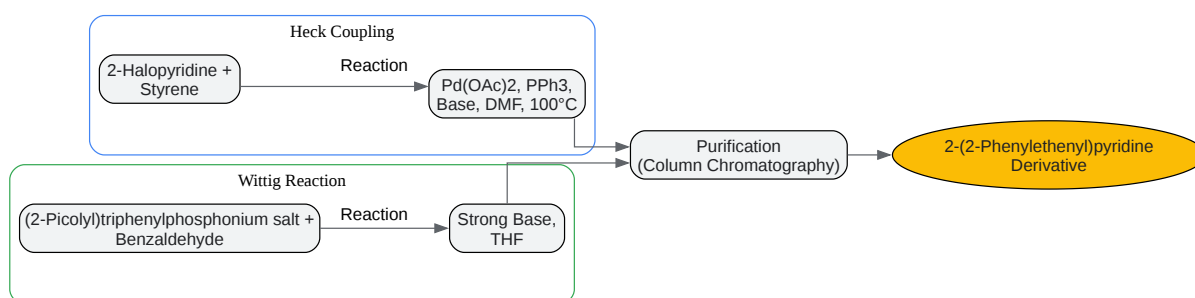 Heck Coupling
2-Halopyridine +
Styrene
Reaction
Pd(OAc)2, PPh3,
Base, DMF, 100°C
Wittig Reaction
(2-Picolyl)triphenylphosphonium salt +
Benzaldehyde
Reaction
Strong Base,
THF
Purification
(Column Chromatography)
2-(2-Phenylethenyl)pyridine
Derivative